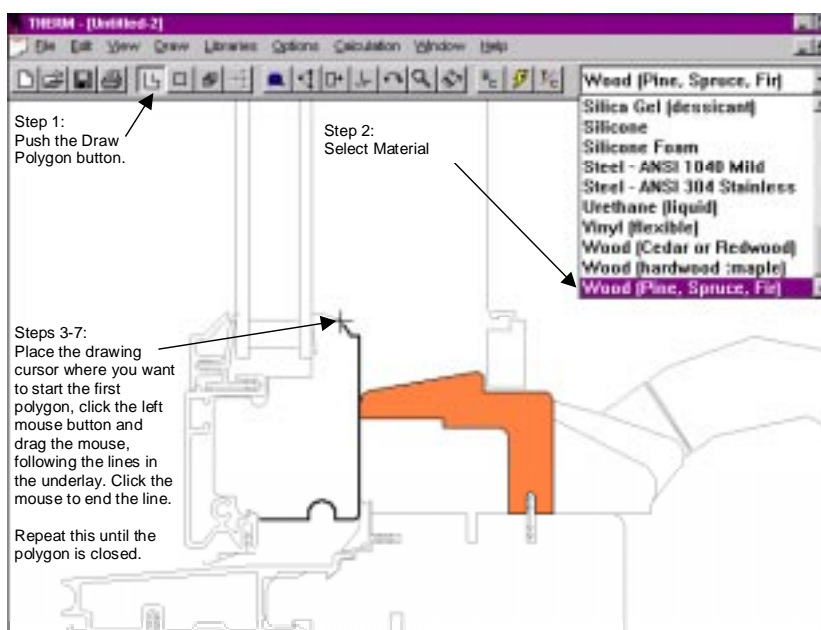 THERM - [Untitled-2]
File Edit View Draw Libraries Options Calculation Window Help
Wood (Pine, Spruce, Fir)
Silica Gel (dessicant)
Silicone
Silicone Foam
Steel - ANSI 1040 Mild
Steel - ANSI 304 Stainless
Urethane (liquid)
Vinyl (flexible)
Wood (Cedar or Redwood)
Wood (hardwood :maple)
Wood (Pine, Spruce, Fir)
Step 1:
Push the Draw
Polygon button.
Step 2:
Select Material
Steps 3-7:
Place the drawing
cursor where you want
to start the first
polygon, click the left
mouse button and
drag the mouse,
following the lines in
the underlay. Click the
mouse to end the line.
Repeat this until the
polygon is closed.